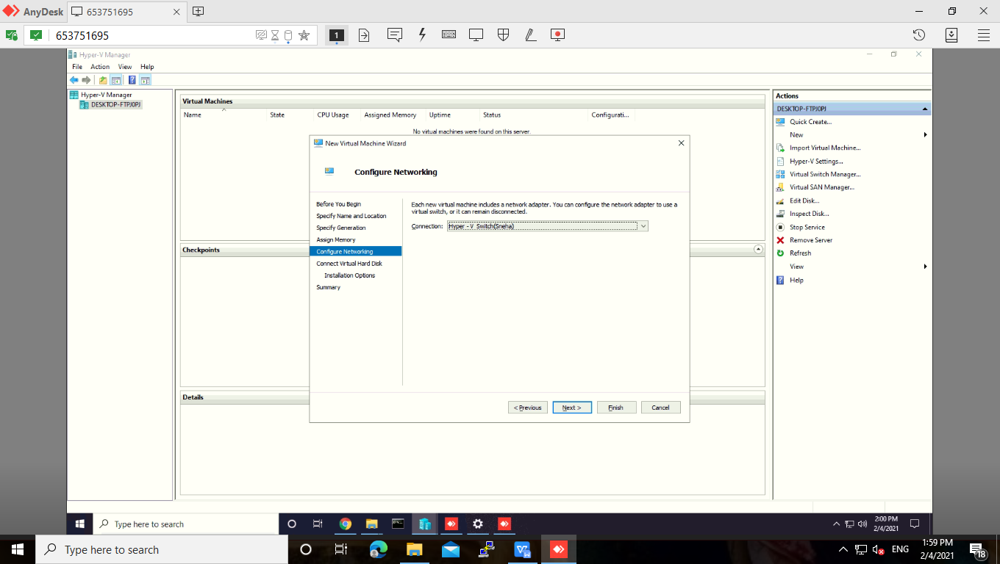 AnyDesk
653751695
653751695
1
Hyper-V Manager
File Action View Help
Hyper-V Manager
DESKTOP-FTPJ0PJ
Virtual Machines
Name State CPU Usage Assigned Memory Uptime Status Configurati...
No virtual machines were found on this server.
New Virtual Machine Wizard
Configure Networking
Before You Begin
Specify Name and Location
Specify Generation
Assign Memory
Configure Networking
Connect Virtual Hard Disk
Installation Options
Summary
Each new virtual machine includes a network adapter. You can configure the network adapter to use a
virtual switch, or it can remain disconnected.
Connection: Hyper - V Switch(Sneha)
< Previous Next > Finish Cancel
Checkpoints
Details
Actions
DESKTOP-FTPJ0PJ
Quick Create...
New
Import Virtual Machine...
Hyper-V Settings...
Virtual Switch Manager...
Virtual SAN Manager...
Edit Disk...
Inspect Disk...
Stop Service
Remove Server
Refresh
View
Help
Type here to search
2:00 PM
2/4/2021
Type here to search
ENG
1:59 PM
2/4/2021
18